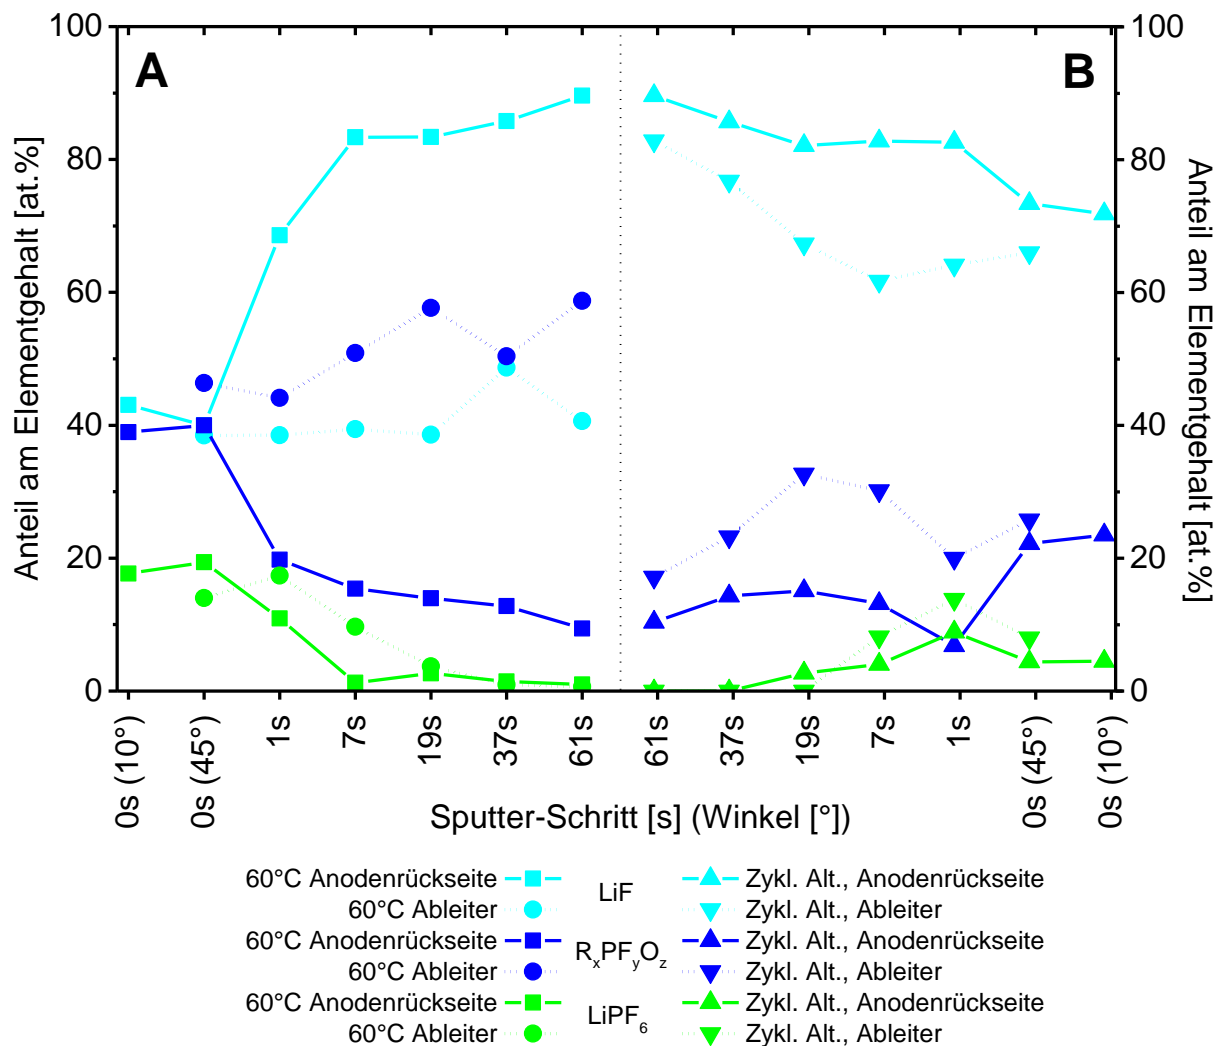 A
B
Anteil am Elementgehalt [at.%]
100
80
60
40
20
0
100
80
60
40
20
0
Anteil am Elementgehalt [at.%]
0s (10°)
0s (45°)
1s
7s
19s
37s
61s
61s
37s
19s
7s
1s
0s (45°)
0s (10°)
Sputter-Schritt [s] (Winkel [°])
60°C Anodenrückseite LiF Zykl. Alt., Anodenrückseite
60°C Ableiter Zykl. Alt., Ableiter
60°C Anodenrückseite RxPFyOz Zykl. Alt., Anodenrückseite
60°C Ableiter Zykl. Alt., Ableiter
60°C Anodenrückseite LiPF6 Zykl. Alt., Anodenrückseite
60°C Ableiter Zykl. Alt., Ableiter